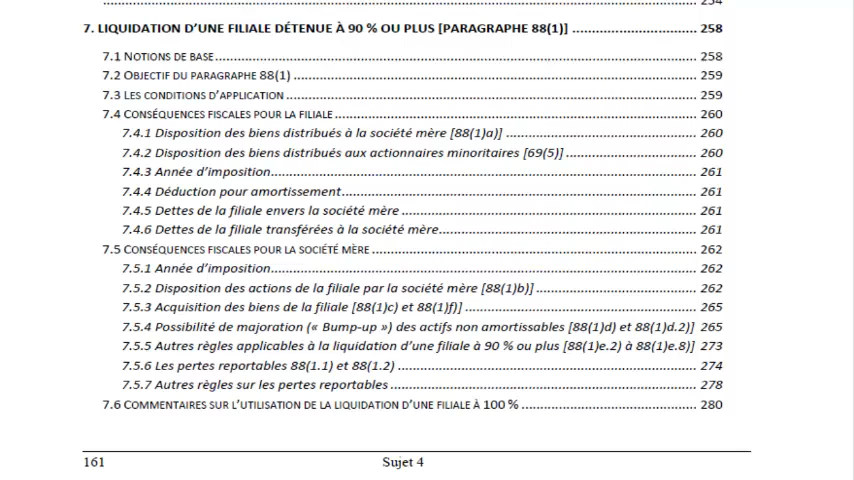 7. LIQUIDATION D'UNE FILIALE DÉTENUE À 90 % OU PLUS [PARAGRAPHE 88(1)] ................................ 258
7.1 NOTIONS DE BASE ................................ 258
7.2 OBJECTIF DU PARAGRAPHE 88(1) ................................ 259
7.3 LES CONDITIONS D'APPLICATION ................................ 259
7.4 CONSÉQUENCES FISCALES POUR LA FILIALE ................................ 260
7.4.1 Disposition des biens distribués à la société mère [88(1)a)] ................................ 260
7.4.2 Disposition des biens distribués aux actionnaires minoritaires [69(5)] ................................ 260
7.4.3 Année d'imposition ................................ 261
7.4.4 Déduction pour amortissement ................................ 261
7.4.5 Dettes de la filiale envers la société mère ................................ 261
7.4.6 Dettes de la filiale transférées à la société mère ................................ 261
7.5 CONSÉQUENCES FISCALES POUR LA SOCIÉTÉ MÈRE ................................ 262
7.5.1 Année d'imposition ................................ 262
7.5.2 Disposition des actions de la filiale par la société mère [88(1)b)] ................................ 262
7.5.3 Acquisition des biens de la filiale [88(1)c) et 88(1)f)] ................................ 265
7.5.4 Possibilité de majoration (« Bump-up ») des actifs non amortissables [88(1)d) et 88(1)d.2)] 265
7.5.5 Autres règles applicables à la liquidation d'une filiale à 90 % ou plus [88(1)e.2) à 88(1)e.8)] 273
7.5.6 Les pertes reportables 88(1.1) et 88(1.2) ................................ 274
7.5.7 Autres règles sur les pertes reportables ................................ 278
7.6 COMMENTAIRES SUR L'UTILISATION DE LA LIQUIDATION D'UNE FILIALE À 100 % ................................ 280
161 Sujet 4